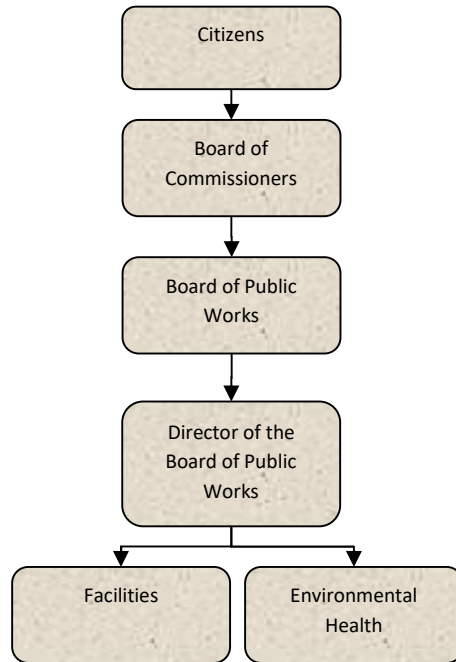 Citizens
Board of
Commissioners
Board of Public
Works
Director of the
Board of Public
Works
Facilities
Environmental
Health